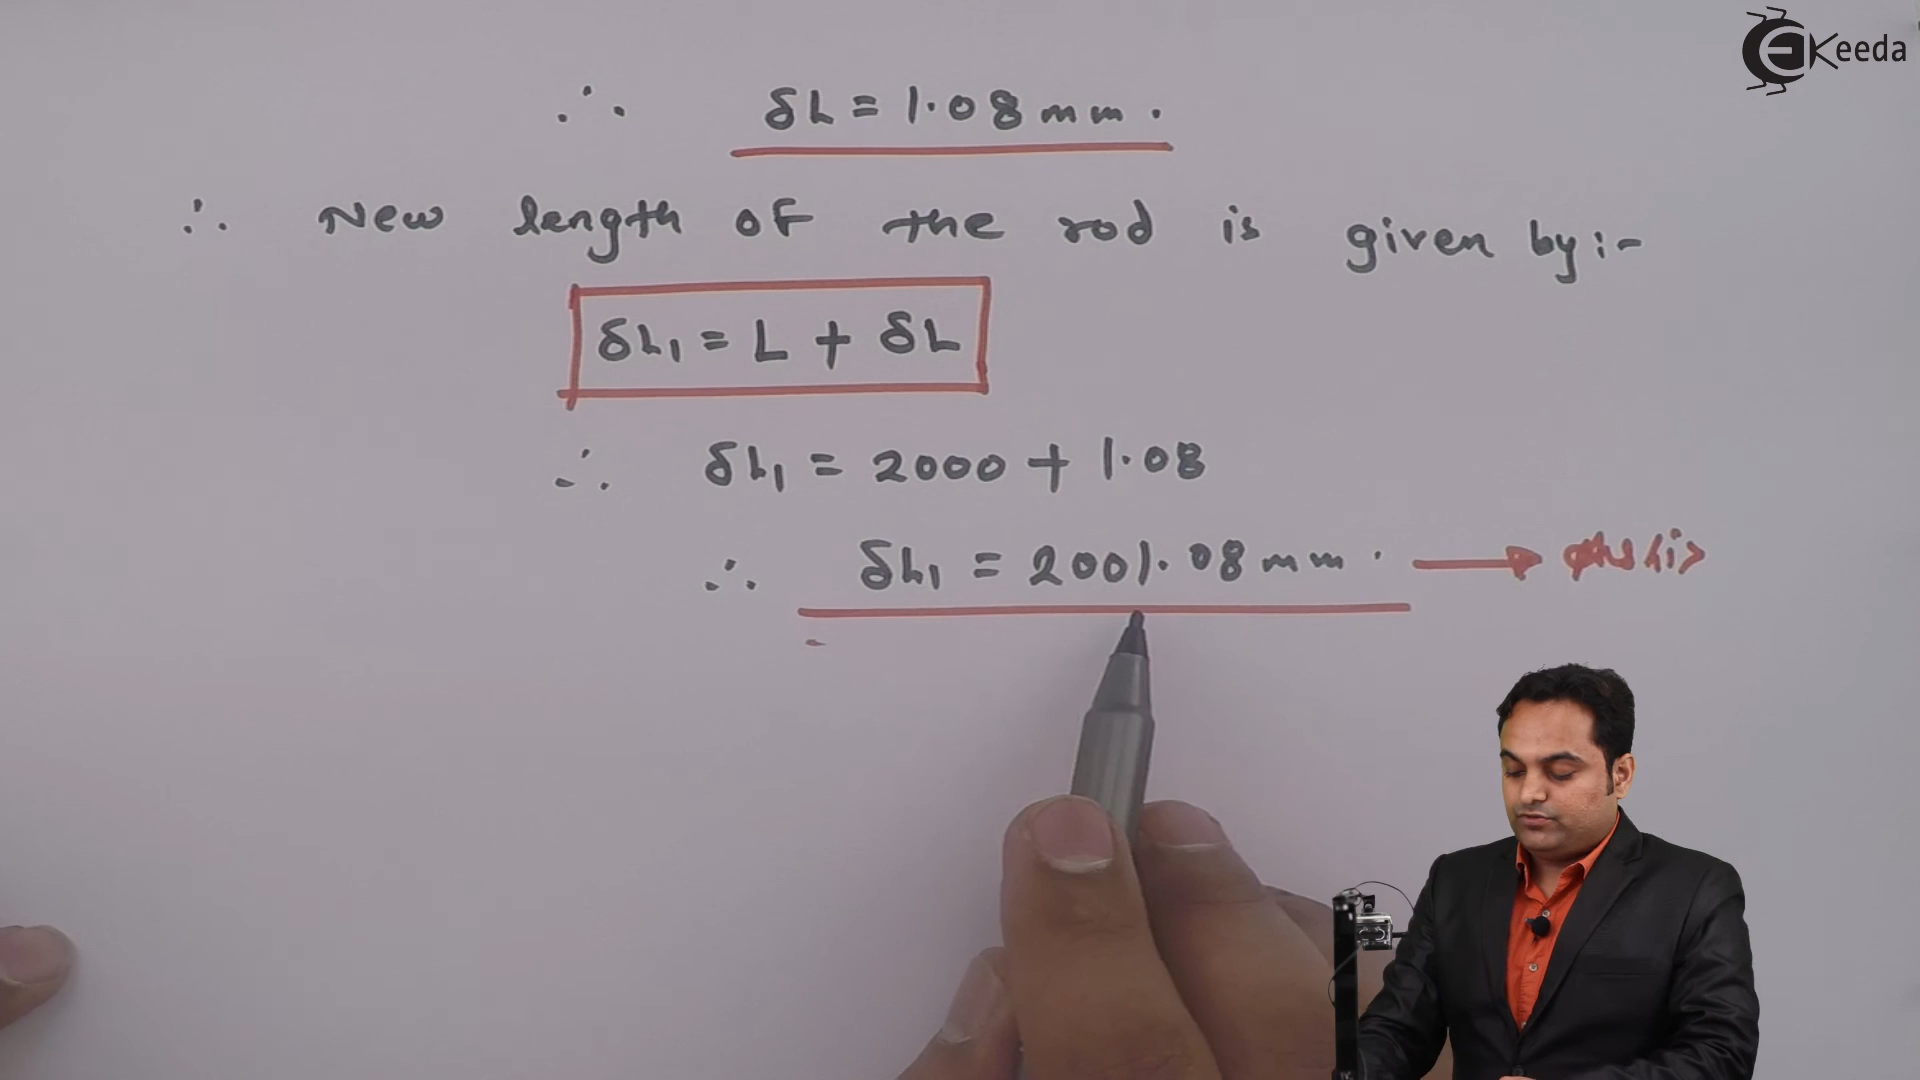 EKeeda
∴ δL = 1.08 mm.
∴ New length of the rod is given by:-
δL₁ = L + δL
∴ δL₁ = 2000 + 1.08
∴ δL₁ = 2001.08 mm.